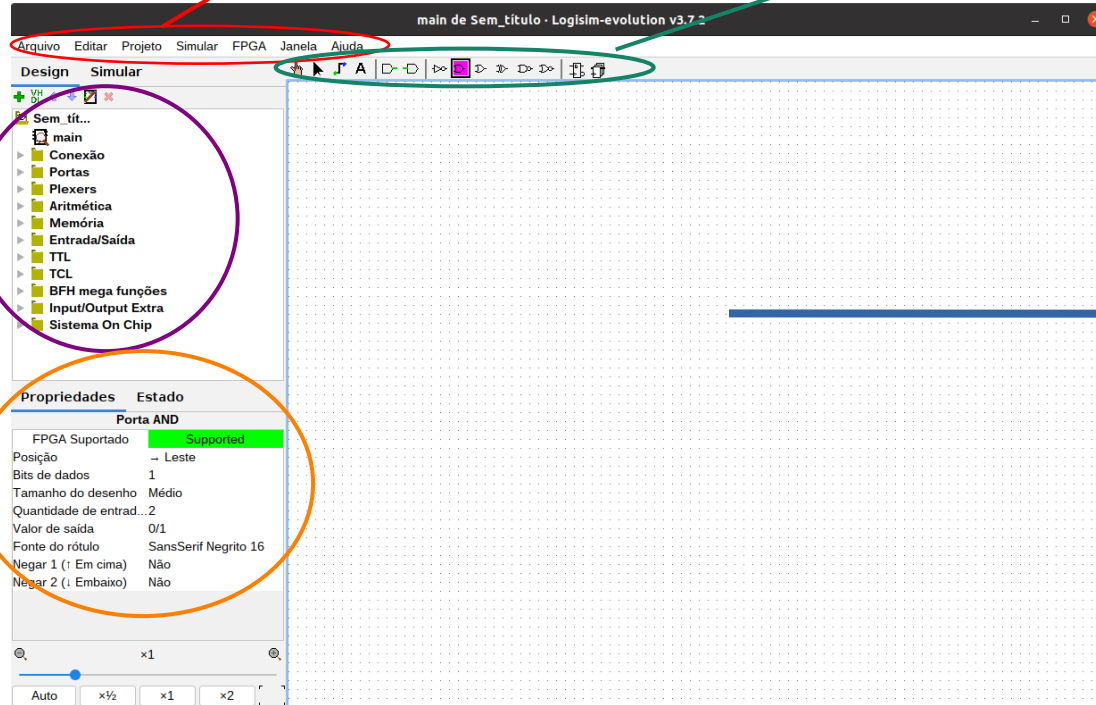 main de Sem_título · Logisim-evolution v3.7.2
Arquivo Editar Projeto Simular FPGA Janela Ajuda
Design Simular
A
VH
Sem_tít...
main
Conexão
Portas
Plexers
Aritmética
Memória
Entrada/Saída
TTL
TCL
BFH mega funções
Input/Output Extra
Sistema On Chip
Propriedades Estado
Porta AND
FPGA Suportado Supported
Posição → Leste
Bits de dados 1
Tamanho do desenho Médio
Quantidade de entrad... 2
Valor de saída 0/1
Fonte do rótulo SansSerif Negrito 16
Negar 1 (↑ Em cima) Não
Negar 2 (↓ Embaixo) Não
×1
Auto ×½ ×1 ×2